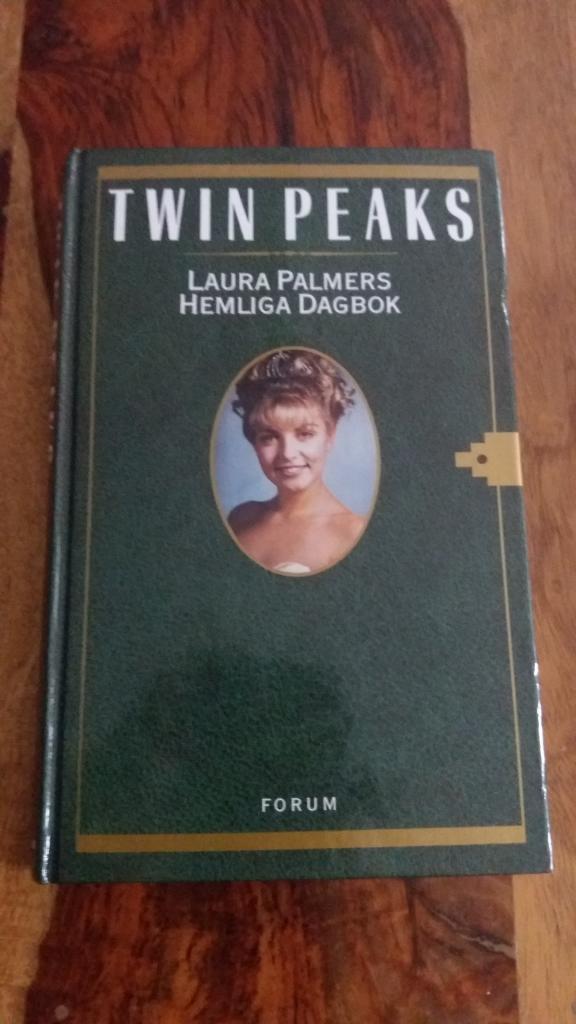 TWIN PEAKS
LAURA PALMERS
HEMLIGA DAGBOK
FORUM